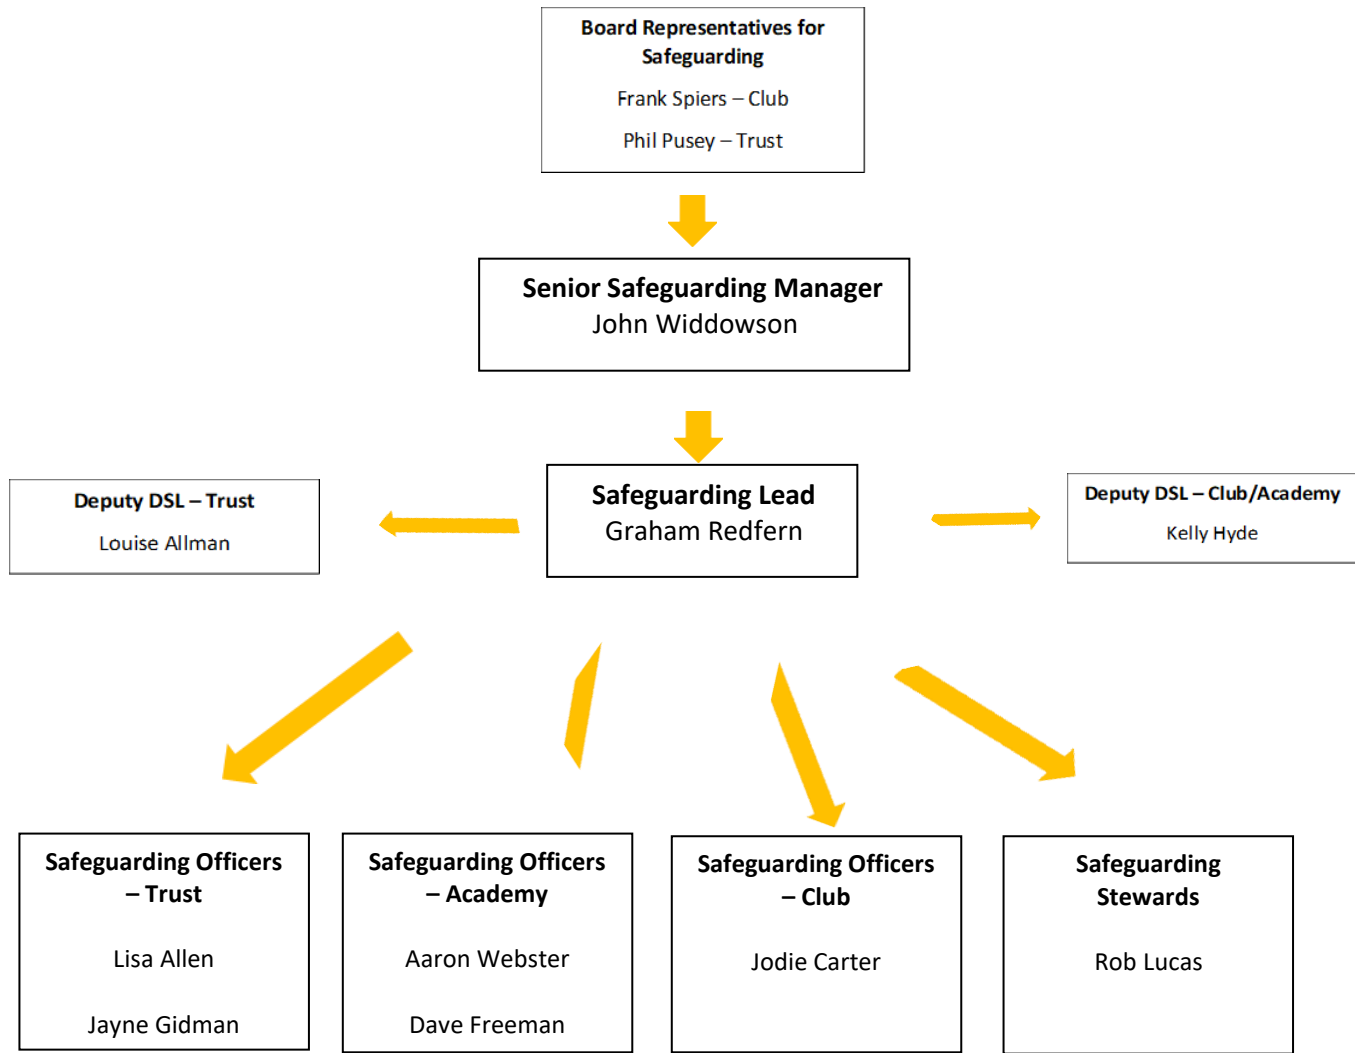 Board Representatives for
Safeguarding
Frank Spiers – Club
Phil Pusey – Trust
Senior Safeguarding Manager
John Widdowson
Safeguarding Lead
Graham Redfern
Deputy DSL – Trust
Louise Allman
Deputy DSL – Club/Academy
Kelly Hyde
Safeguarding Officers
– Trust
Lisa Allen
Jayne Gidman
Safeguarding Officers
– Academy
Aaron Webster
Dave Freeman
Safeguarding Officers
– Club
Jodie Carter
Safeguarding
Stewards
Rob Lucas